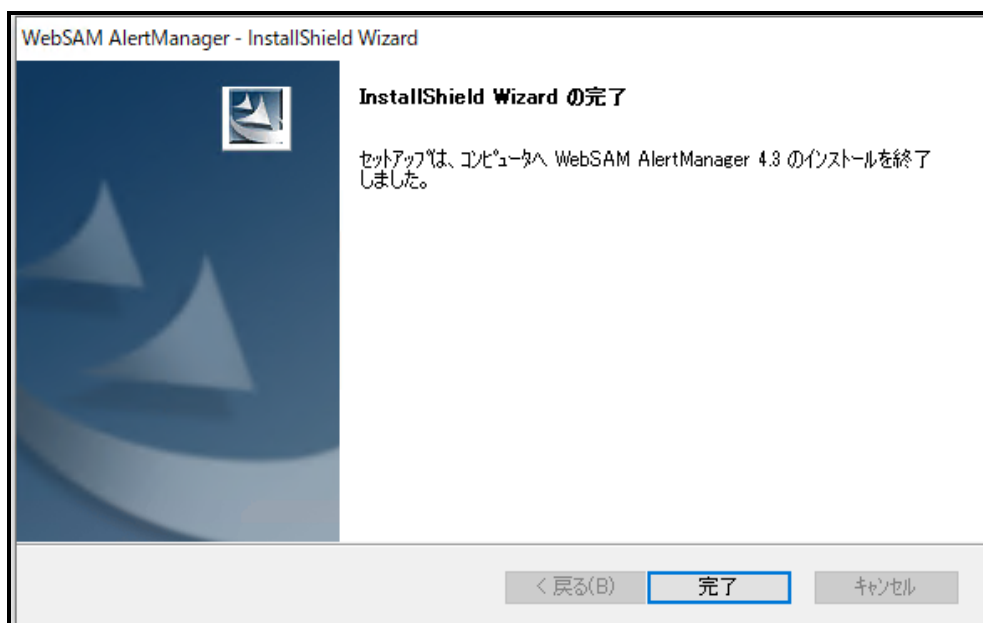 WebSAM AlertManager - InstallShield Wizard
InstallShield Wizard の完了
セットアップは、コンピュータへ WebSAM AlertManager 4.3 のインストールを終了
しました。
< 戻る(B)
完了
キャンセル